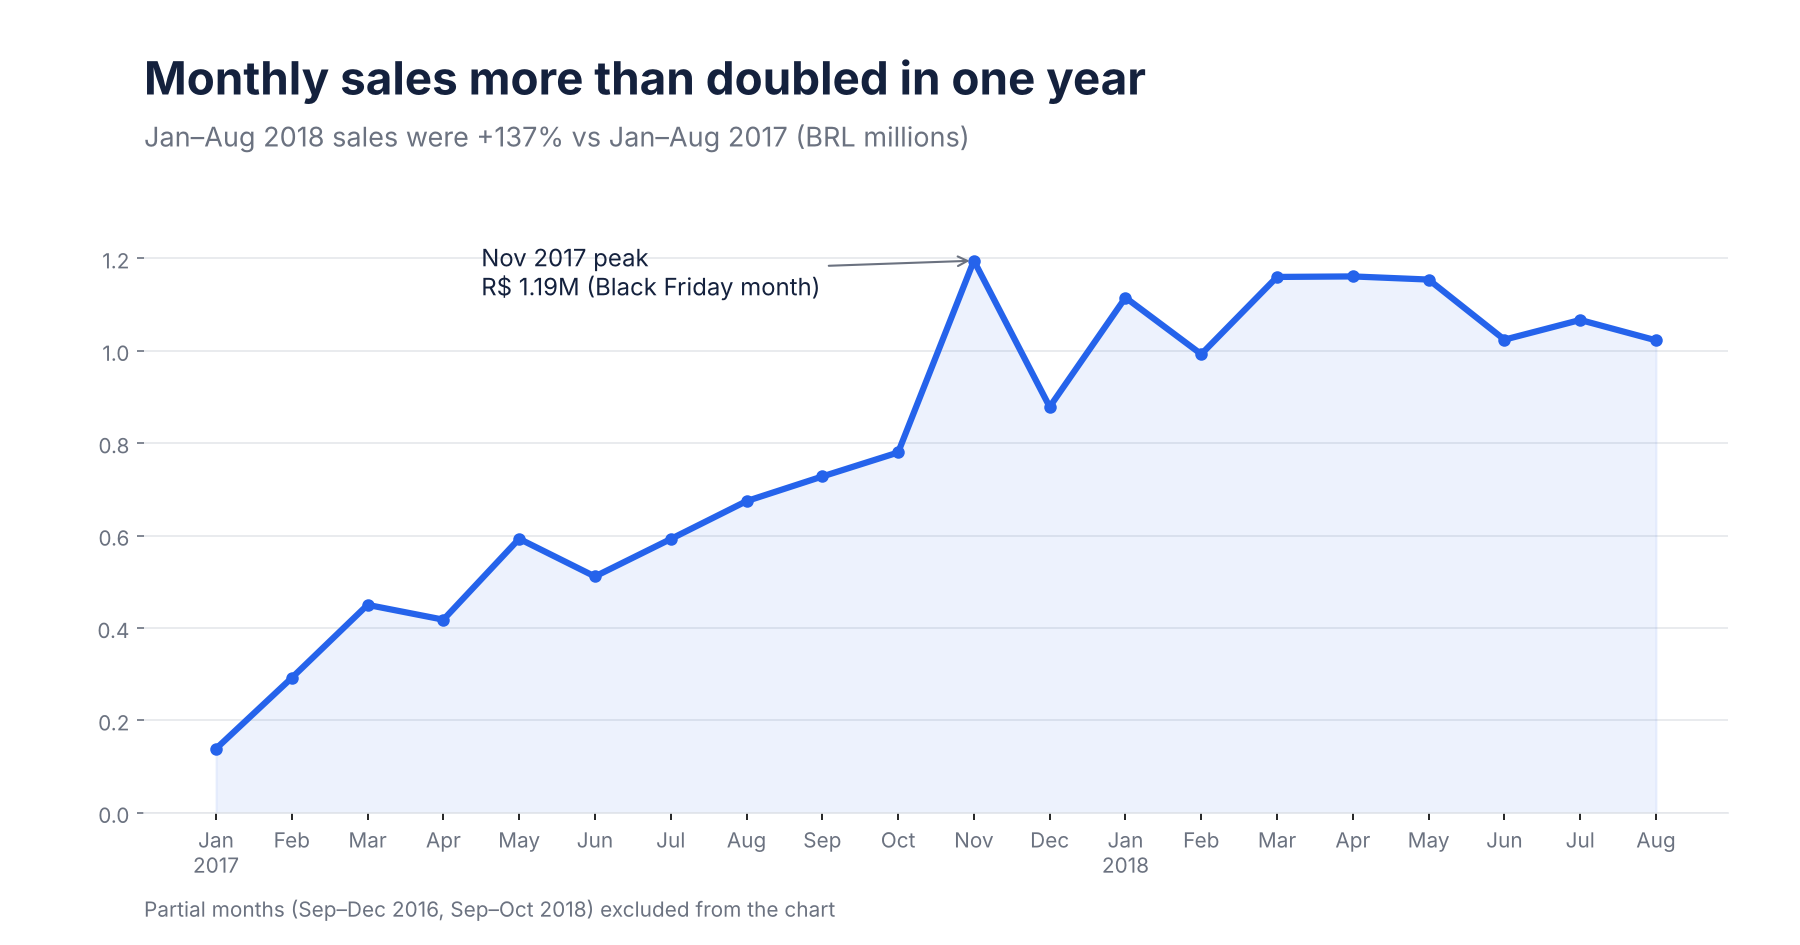 Monthly sales more than doubled in one year
Jan–Aug 2018 sales were +137% vs Jan–Aug 2017 (BRL millions)
Nov 2017 peak
R$ 1.19M (Black Friday month)
1.2
1.0
0.8
0.6
0.4
0.2
0.0
Jan Feb Mar Apr May Jun Jul Aug Sep Oct Nov Dec Jan Feb Mar Apr May Jun Jul Aug
2017 2018
Partial months (Sep–Dec 2016, Sep–Oct 2018) excluded from the chart